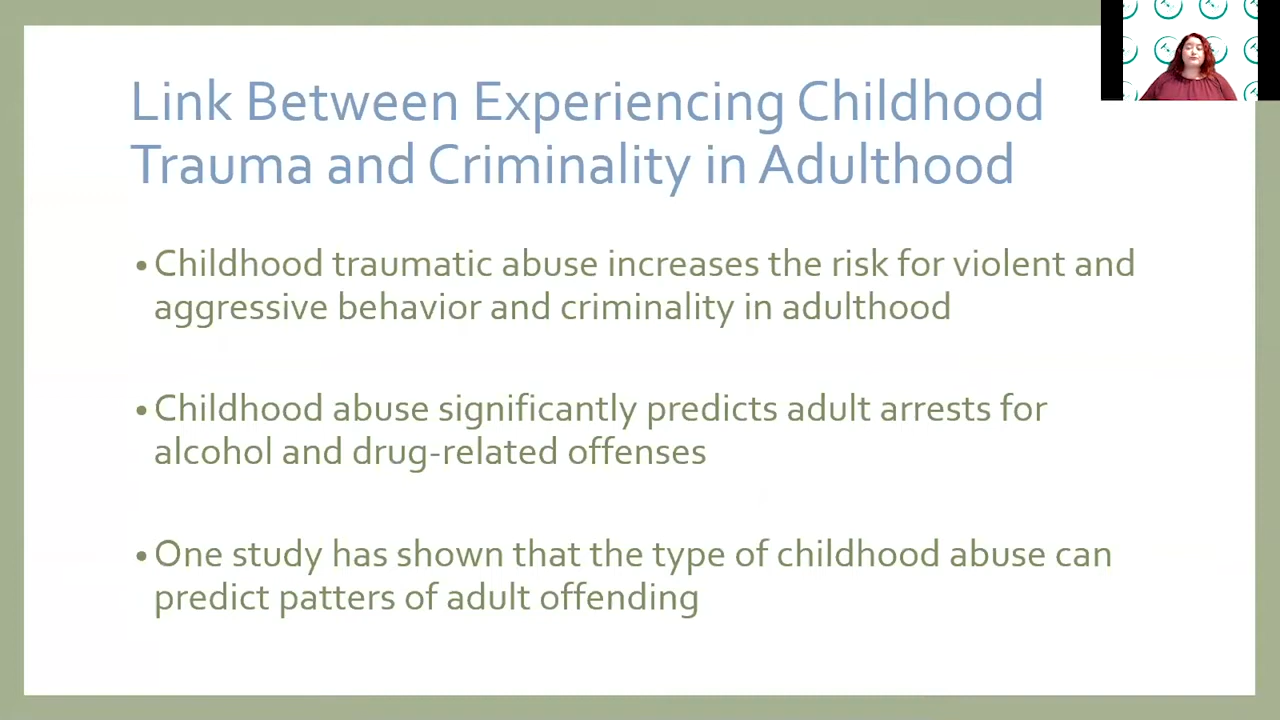 Link Between Experiencing Childhood
Trauma and Criminality in Adulthood
• Childhood traumatic abuse increases the risk for violent and
aggressive behavior and criminality in adulthood
• Childhood abuse significantly predicts adult arrests for
alcohol and drug-related offenses
• One study has shown that the type of childhood abuse can
predict patters of adult offending